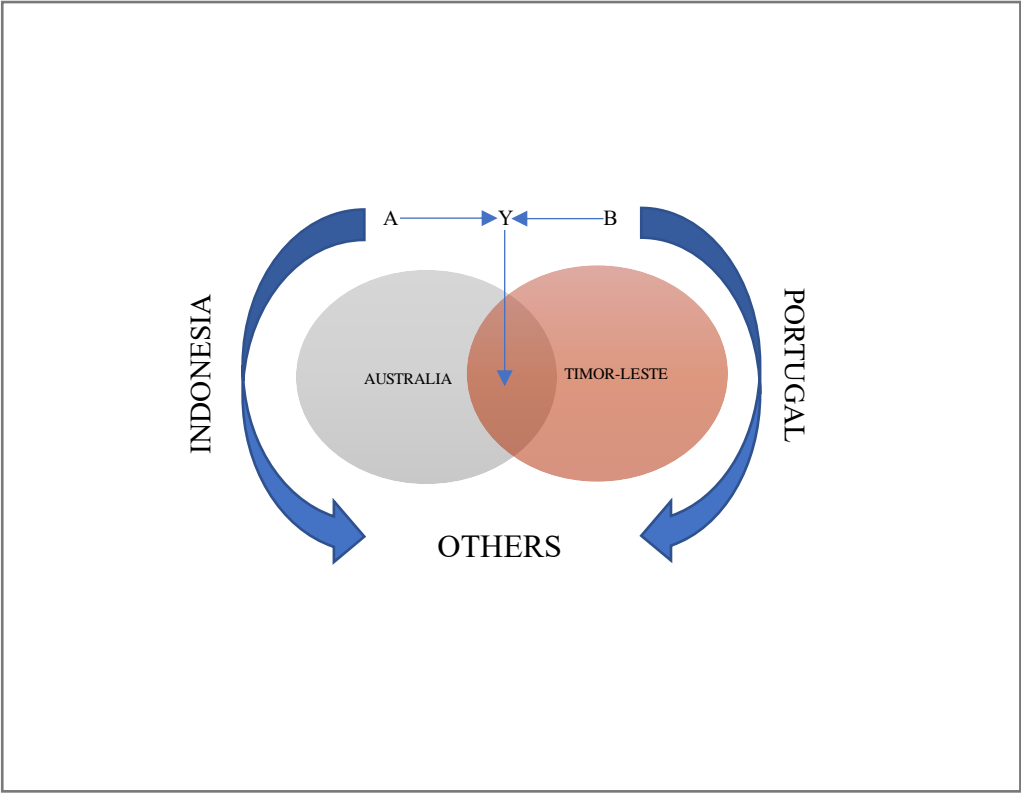 A
Y
B
INDONESIA
AUSTRALIA
TIMOR-LESTE
PORTUGAL
OTHERS